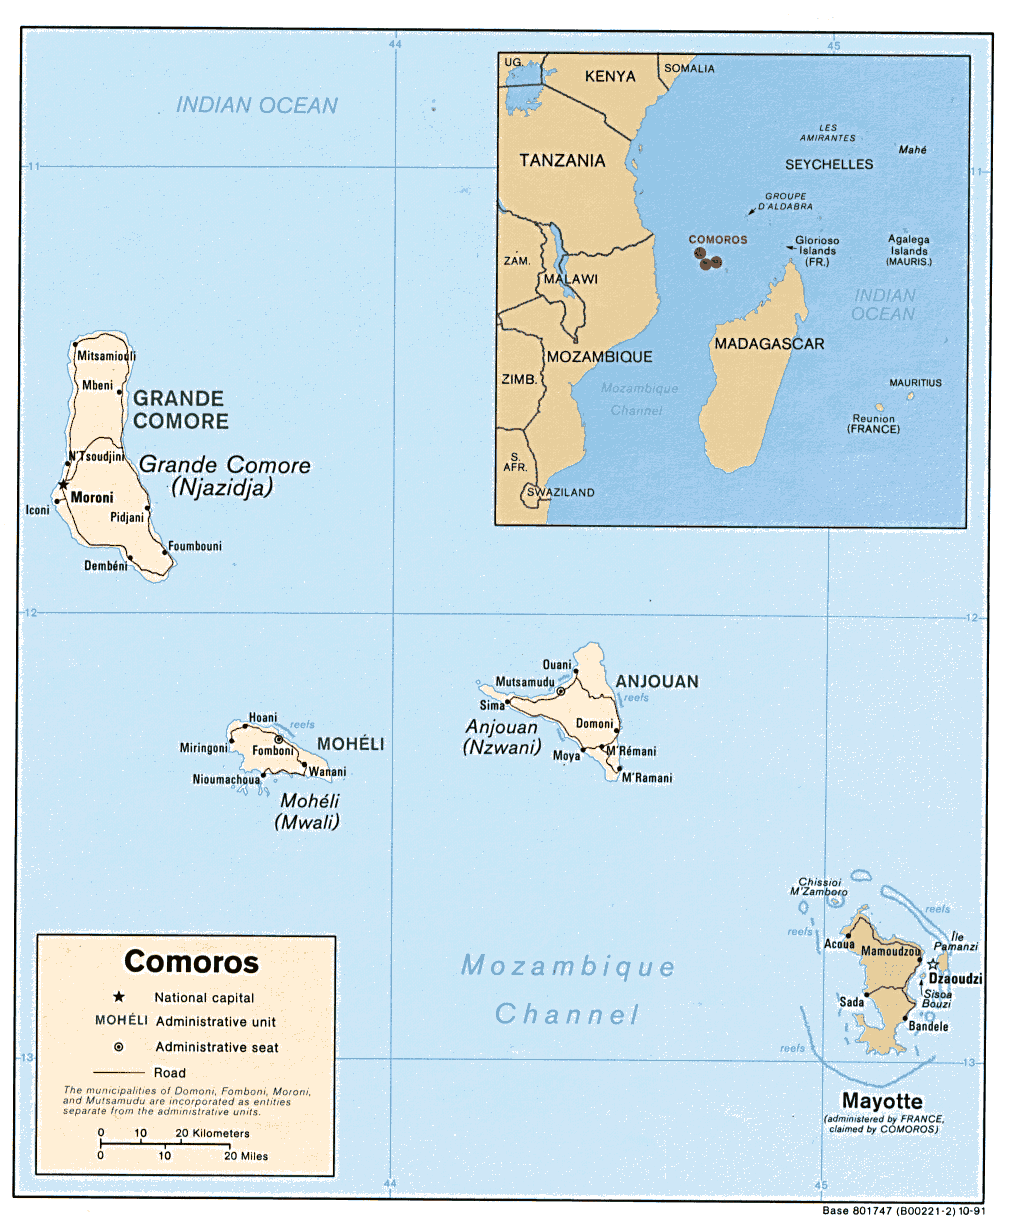 44
45
INDIAN OCEAN
11
11
UG.
KENYA
SOMALIA
TANZANIA
LES
AMIRANTES
Mahé
SEYCHELLES
GROUPE
D'ALDABRA
COMOROS
Glorioso
Islands
(FR.)
Agalega
Islands
(MAURIS.)
ZAM.
MALAWI
INDIAN
OCEAN
MOZAMBIQUE
MADAGASCAR
ZIMB.
Mozambique
Channel
MAURITIUS
Reunion
(FRANCE)
S.
AFR.
SWAZILAND
Mitsamiouli
Mbeni
GRANDE
COMORE
N'Tsoudjini
Grande Comore
(Njazidja)
Moroni
Iconi
Pidjani
Foumbouni
Dembéni
12
12
Ouani
Mutsamudu
ANJOUAN
reefs
Sima
Anjouan
(Nzwani)
Domoni
Moya
M'Rémani
M'Ramani
Hoani
reefs
Miringoni
Fomboni
MOHÉLI
Nioumachoua
Wanani
Mohéli
(Mwali)
Chissioi
M'Zamboro
reefs
reefs
Acoua
Mamoudzou
Île
Pamanzi
Dzaoudzi
Sada
Sisoa
Bouzi
Bandele
reefs
Mozambique
Channel
13
13
Mayotte
(administered by FRANCE,
claimed by COMOROS)
Comoros
National capital
MOHÉLI Administrative unit
Administrative seat
Road
The municipalities of Domoni, Fomboni, Moroni,
and Mutsamudu are incorporated as entities
separate from the administrative units.
0 10 20 Kilometers
0 10 20 Miles
44
45
Base 801747 (B00221-2) 10-91